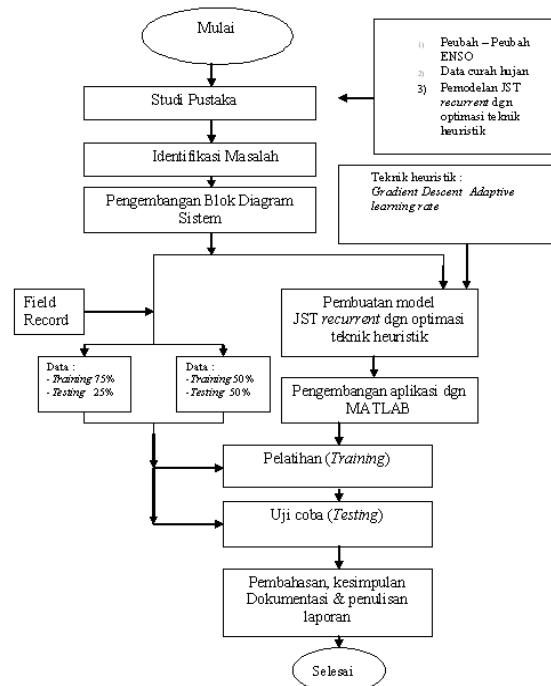 Mulai
1) Peubah – Peubah
ENSO
2) Data curah hujan
3) Pemodelan JST
recurrent dgn
optimasi teknik
heuristik
Studi Pustaka
Identifikasi Masalah
Teknik heuristik :
Gradient Descent Adaptive
learning rate
Pengembangan Blok Diagram
Sistem
Field
Record
Pembuatan model
JST recurrent dgn optimasi
teknik heuristik
Data :
- Training 75%
- Testing 25%
Data :
- Training 50%
- Testing 50%
Pengembangan aplikasi dgn
MATLAB
Pelatihan (Training)
Uji coba (Testing)
Pembahasan, kesimpulan
Dokumentasi & penulisan
laporan
Selesai